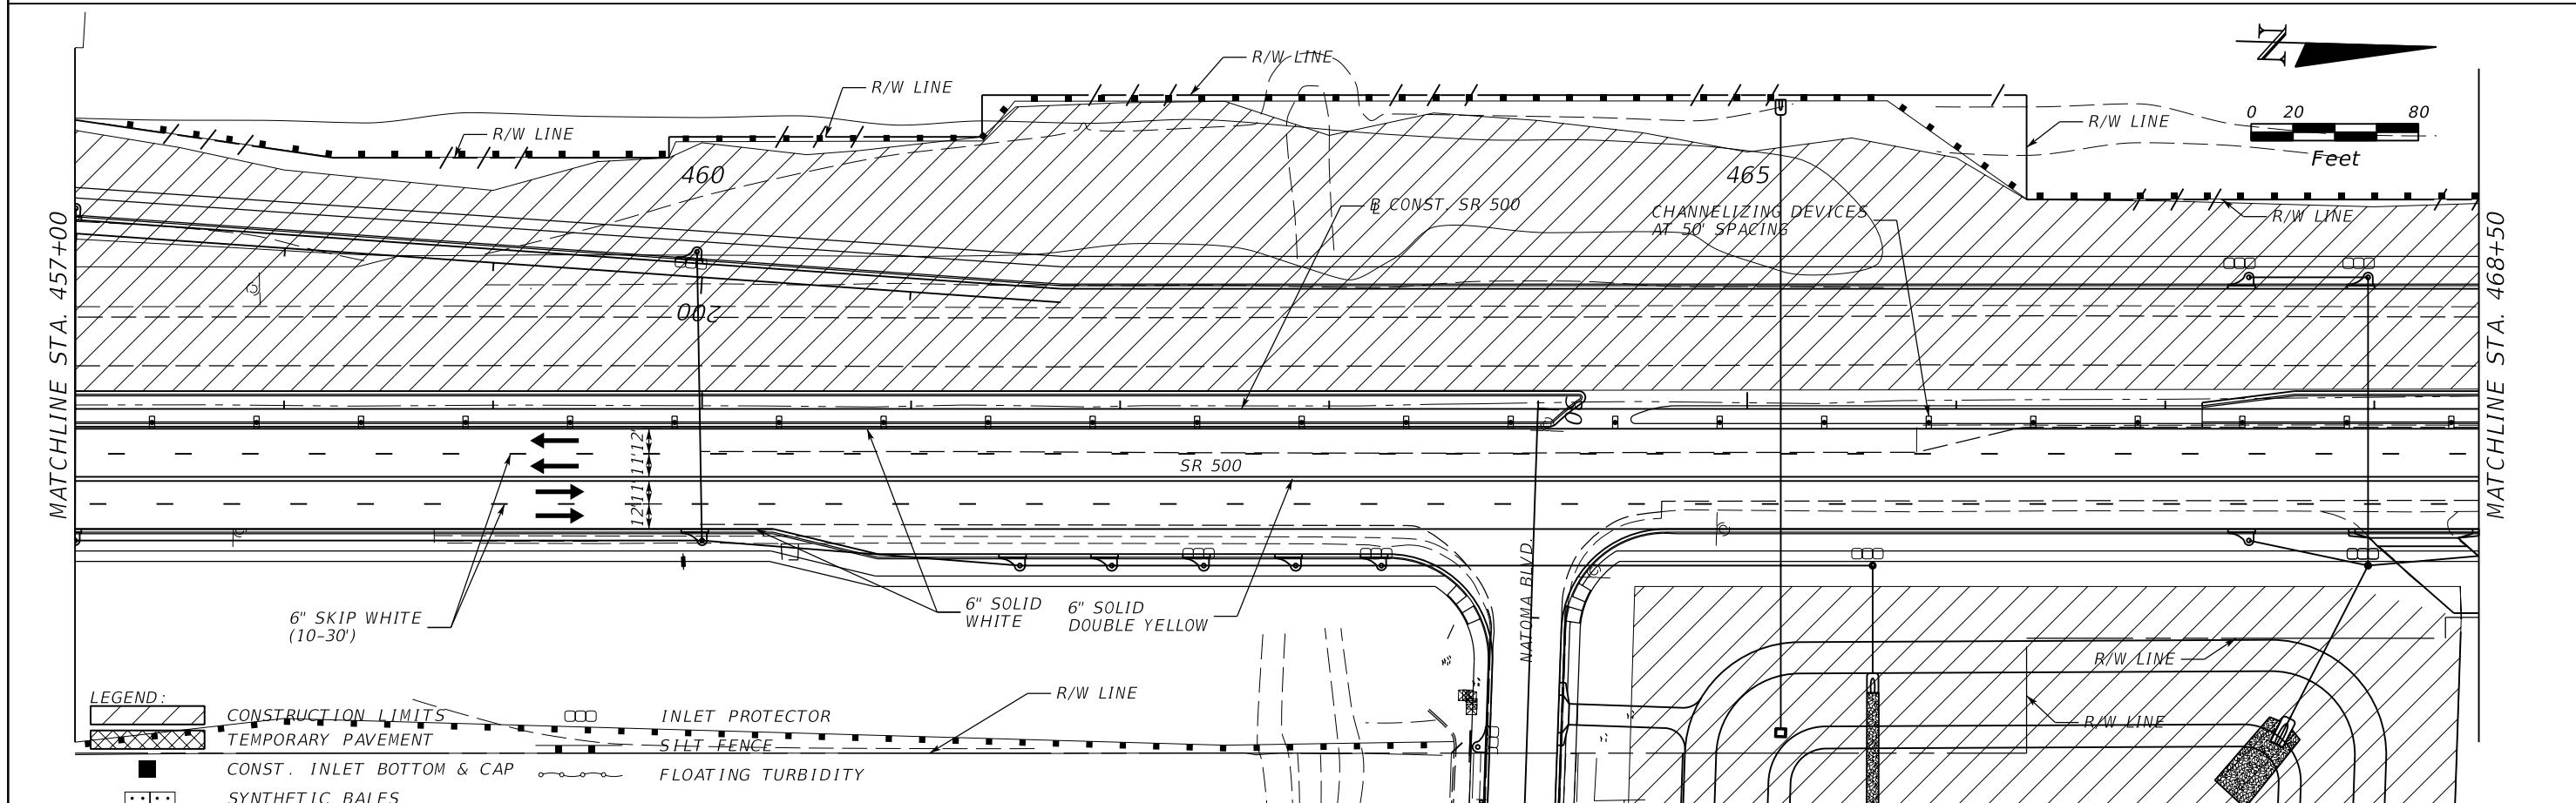 R/W LINE
R/W LINE
R/W LINE
N
0 20 80
Feet
R/W LINE
R/W LINE
460
465
℄ CONST. SR 500
CHANNELIZING DEVICES
AT 50' SPACING
MATCHLINE STA. 457+00
MATCHLINE STA. 468+50
200
12'
11'
11'
12'
SR 500
6" SKIP WHITE
(10-30')
6" SOLID
WHITE
6" SOLID
DOUBLE YELLOW
NATOMA BLVD.
R/W LINE
R/W LINE
R/W LINE
LEGEND:
CONSTRUCTION LIMITS
TEMPORARY PAVEMENT
CONST. INLET BOTTOM & CAP
SYNTHETIC BALES
INLET PROTECTOR
SILT FENCE
FLOATING TURBIDITY